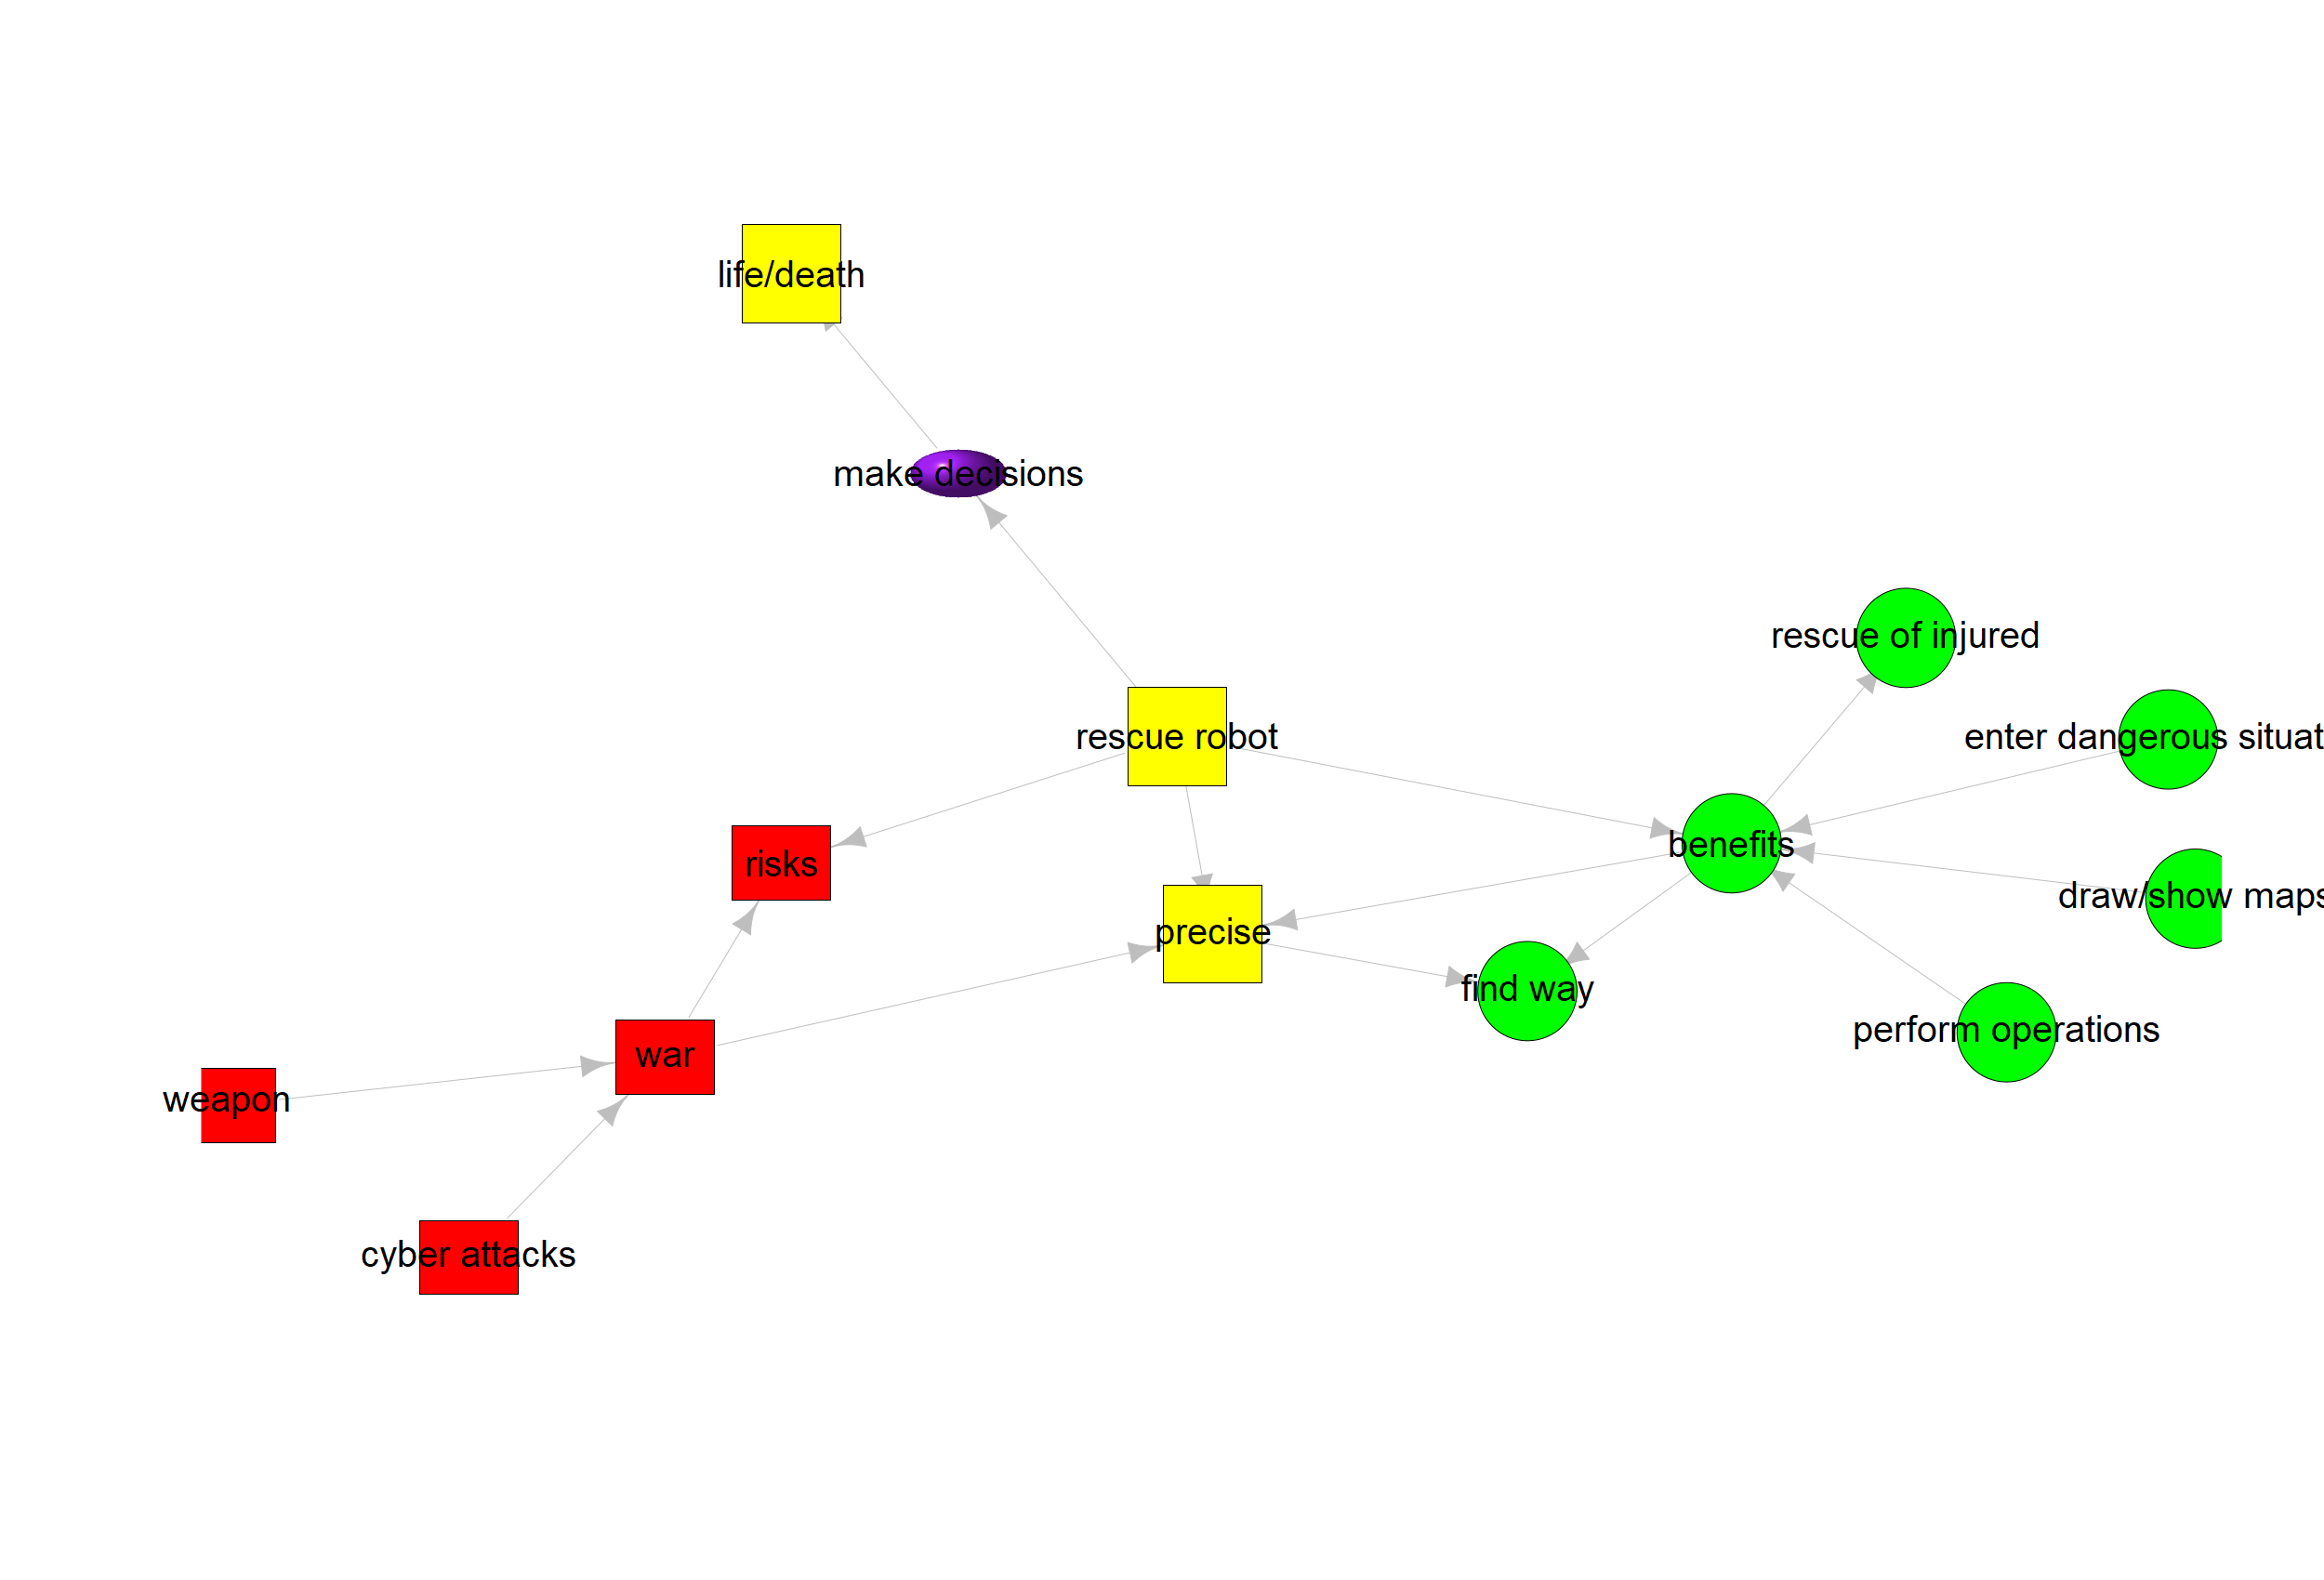 life/death
make decisions
rescue of injured
rescue robot
enter dangerous situat
benefits
risks
draw/show maps
precise
find way
perform operations
war
weapon
cyber attacks